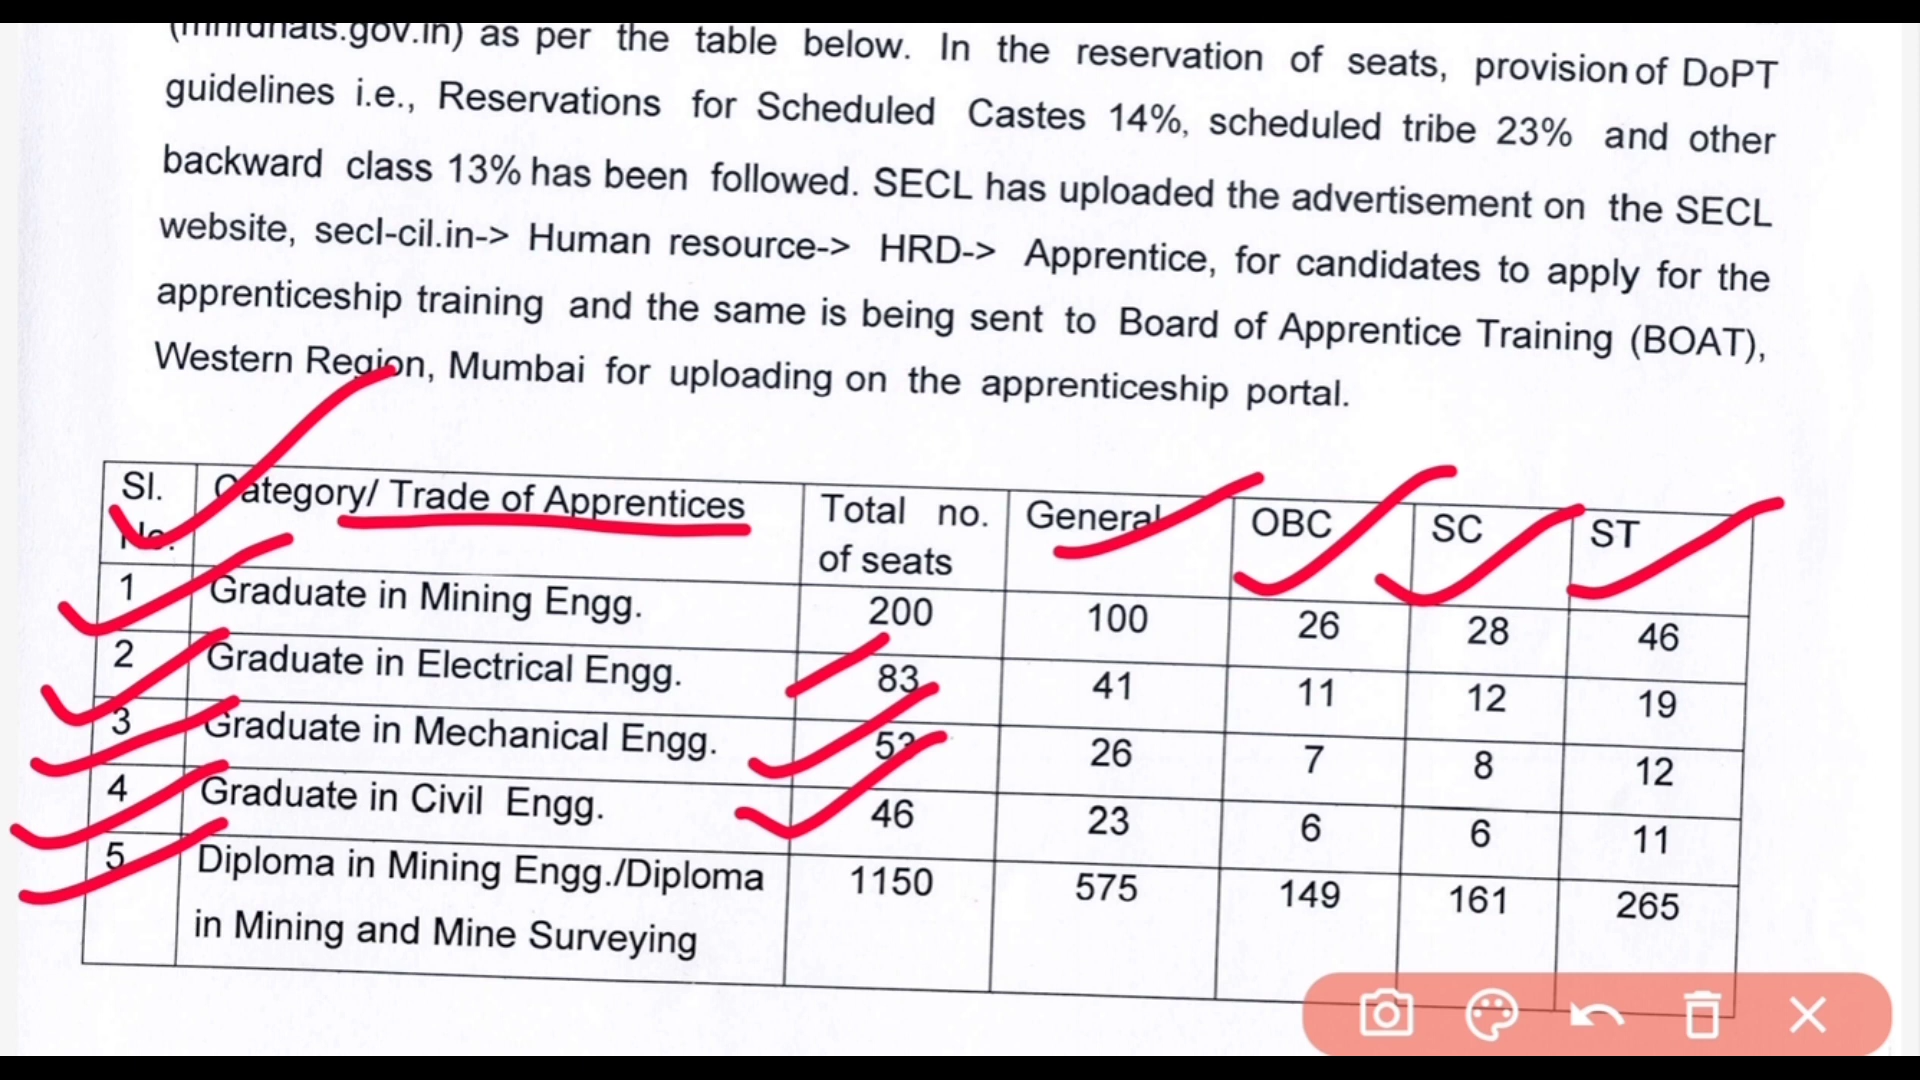 (mhrdnats.gov.in) as per the table below. In the reservation of seats, provision of DoPT
guidelines i.e., Reservations for Scheduled Castes 14%, scheduled tribe 23% and other
backward class 13% has been followed. SECL has uploaded the advertisement on the SECL
website, secl-cil.in-> Human resource-> HRD-> Apprentice, for candidates to apply for the
apprenticeship training and the same is being sent to Board of Apprentice Training (BOAT),
Western Region, Mumbai for uploading on the apprenticeship portal.
Sl. No. Category/ Trade of Apprentices Total no. of seats General OBC SC ST
1 Graduate in Mining Engg. 200 100 26 28 46
2 Graduate in Electrical Engg. 83 41 11 12 19
3 Graduate in Mechanical Engg. 53 26 7 8 12
4 Graduate in Civil Engg. 46 23 6 6 11
5 Diploma in Mining Engg./Diploma 1150 575 149 161 265
in Mining and Mine Surveying